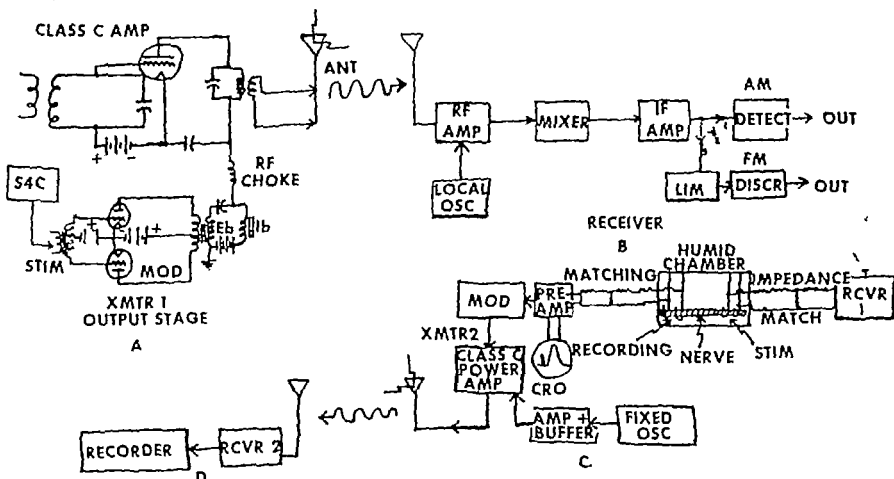 CLASS C AMP
ANT
S4C
STIM
MOD
RF
CHOKE
Eb
XMTR 1
OUTPUT STAGE
A
RF
AMP
MIXER
IF
AMP
AM
DETECT
OUT
LOCAL
OSC
LIM
FM
DISCR
OUT
RECEIVER
B
MATCHING
HUMID
CHAMBER
IMPEDANCE
MATCH
RCVR
1
MOD
PRE
AMP
XMTR2
RECORDING
NERVE
STIM
CRO
CLASS C
POWER
AMP
AMP +
BUFFER
FIXED
OSC
C
RECORDER
RCVR 2
D